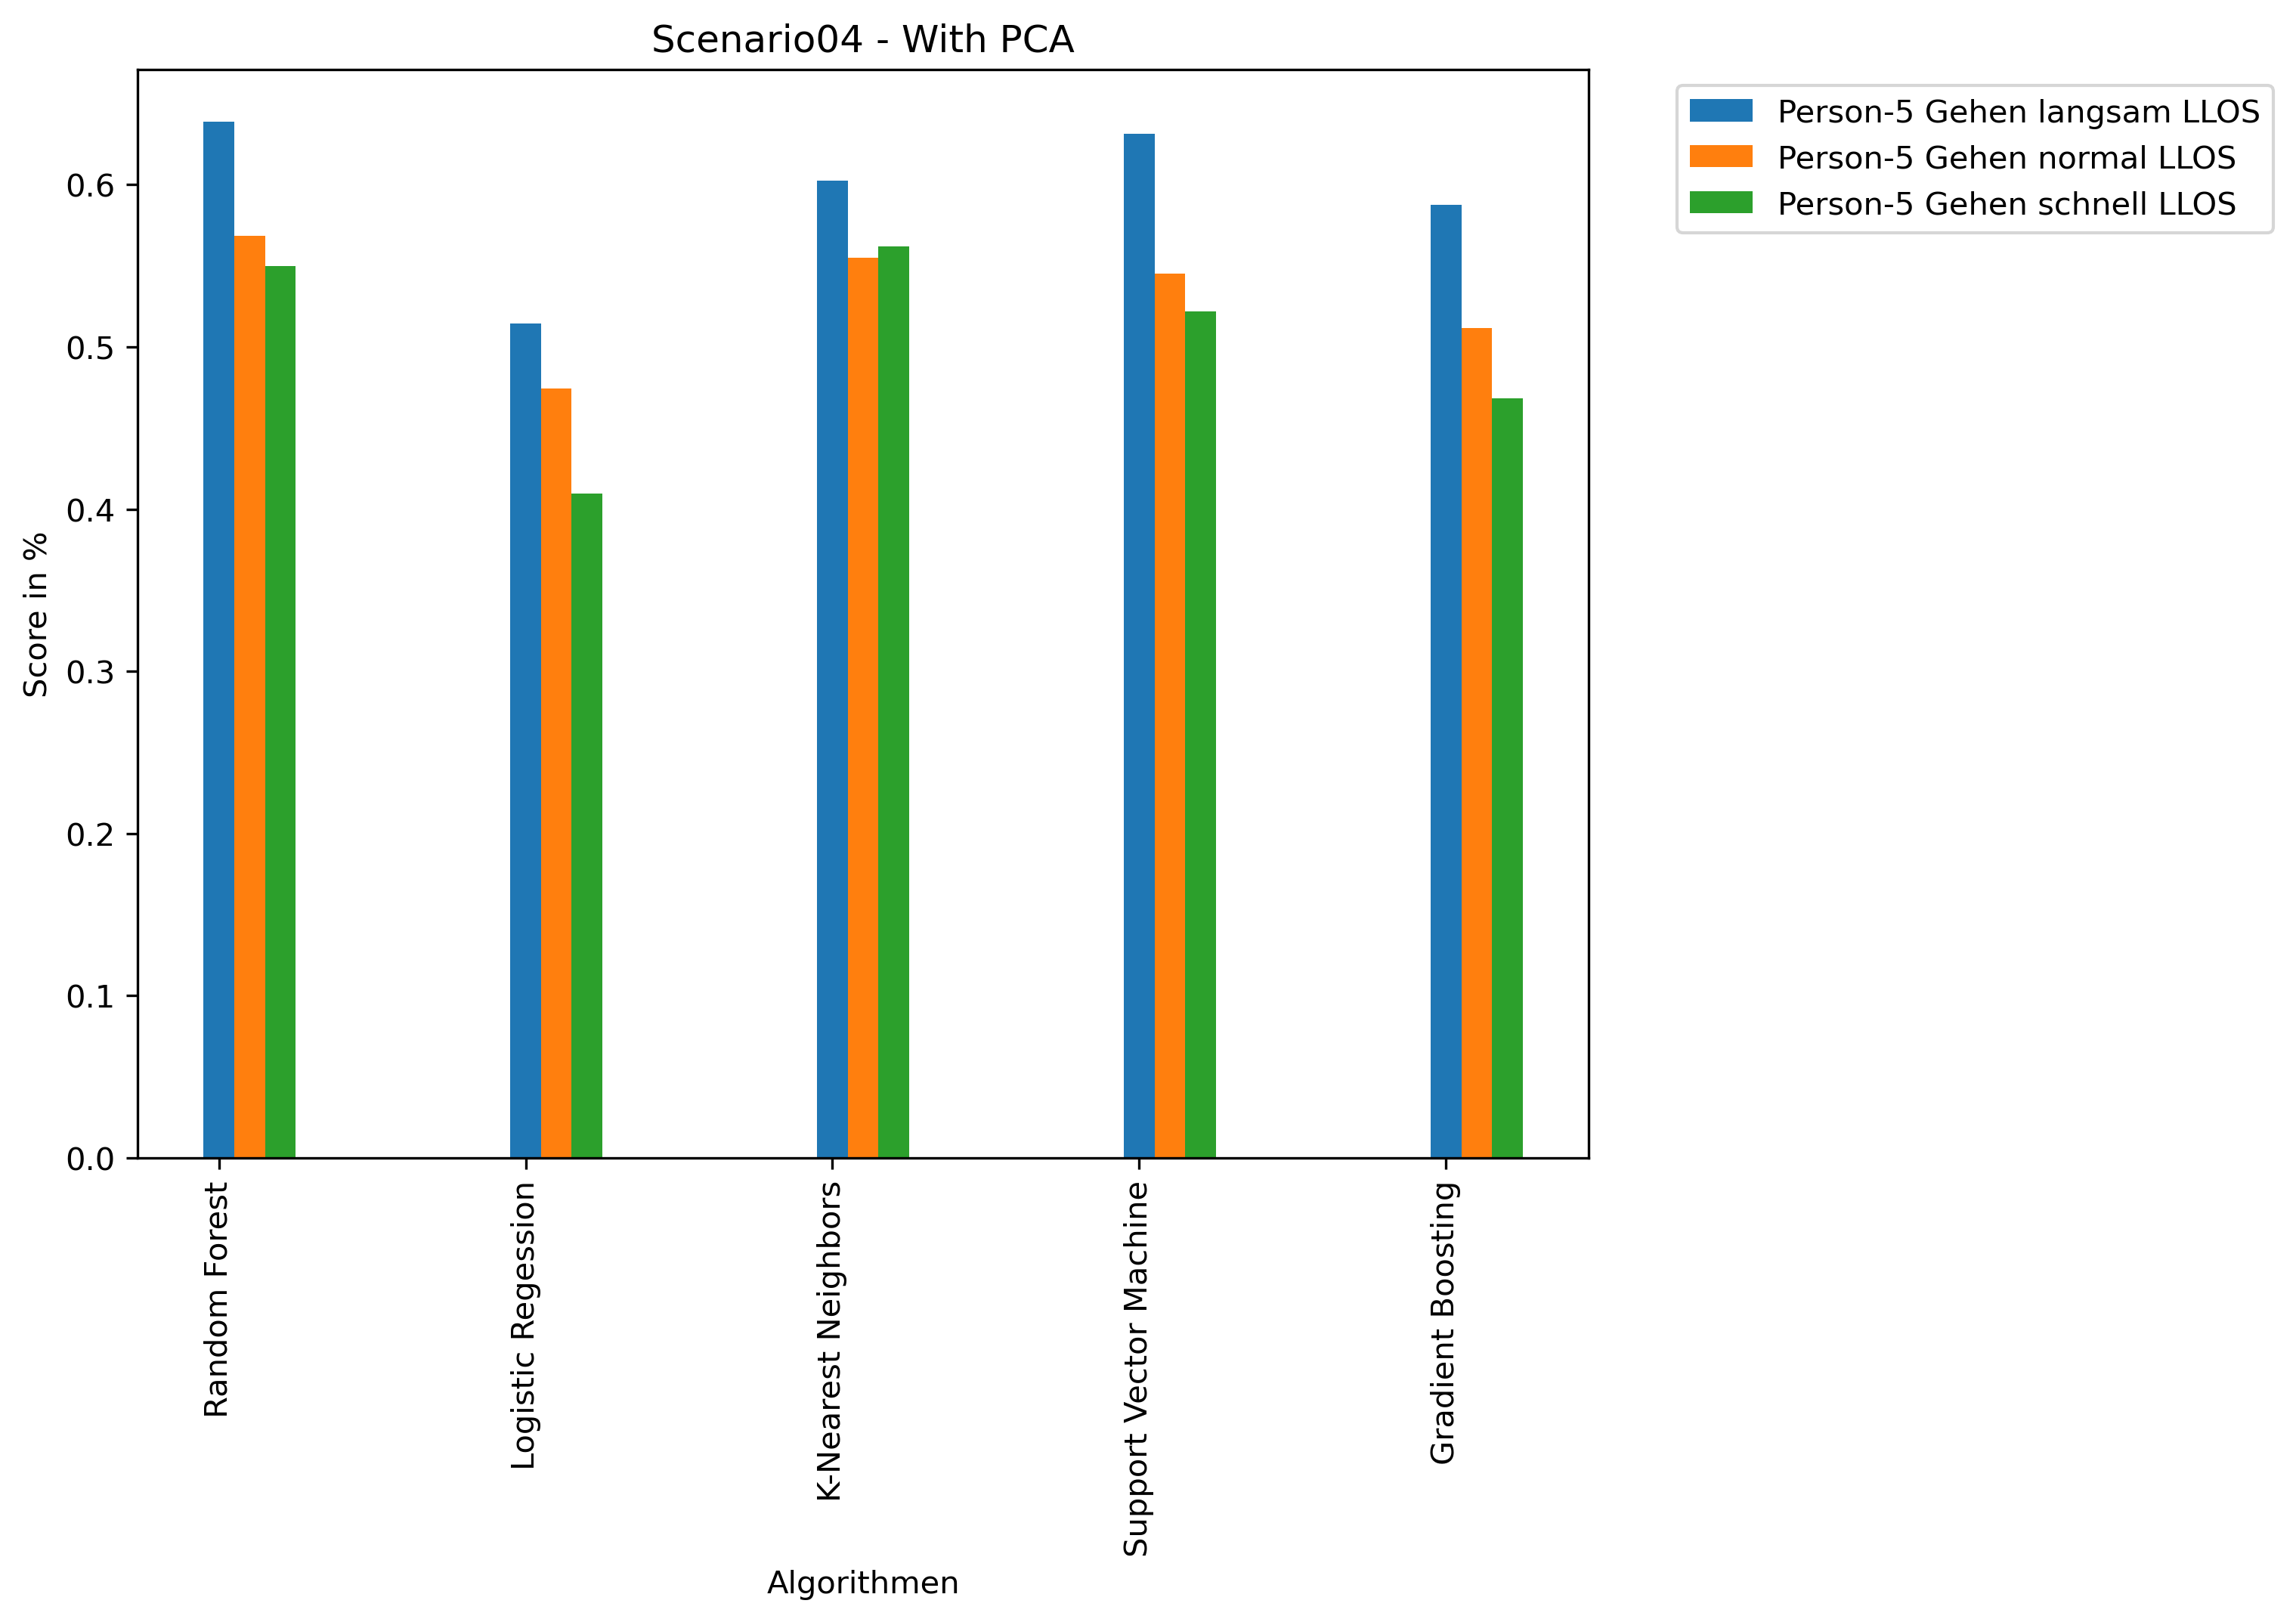 Scenario04 - With PCA
Person-5 Gehen langsam LLOS
Person-5 Gehen normal LLOS
Person-5 Gehen schnell LLOS
Score in %
0.6
0.5
0.4
0.3
0.2
0.1
0.0
Random Forest
Logistic Regession
K-Nearest Neighbors
Support Vector Machine
Gradient Boosting
Algorithmen